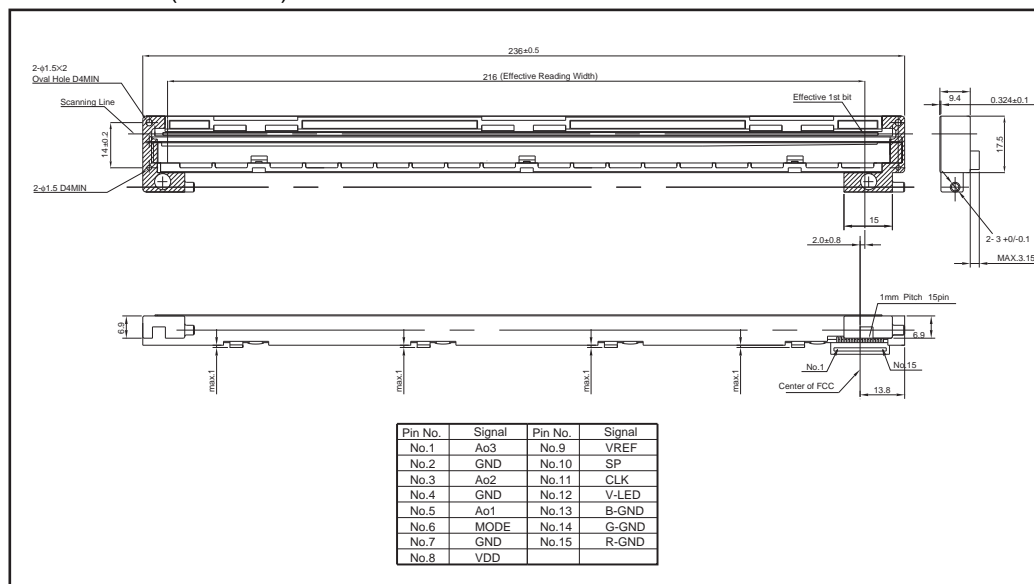 236±0.5
2-φ1.5×2
Oval Hole D4MIN
216 (Effective Reading Width)
Scanning Line
Effective 1st bit
9.4
0.324±0.1
14±0.2
17.5
2-φ1.5 D4MIN
15
2- 3 +0/-0.1
2.0±0.8
MAX.3.15
1mm Pitch 15pin
6.9
6.9
max.1
max.1
max.1
max.1
No.1
No.15
Center of FCC
13.8
Pin No. Signal Pin No. Signal
No.1 Ao3 No.9 VREF
No.2 GND No.10 SP
No.3 Ao2 No.11 CLK
No.4 GND No.12 V-LED
No.5 Ao1 No.13 B-GND
No.6 MODE No.14 G-GND
No.7 GND No.15 R-GND
No.8 VDD